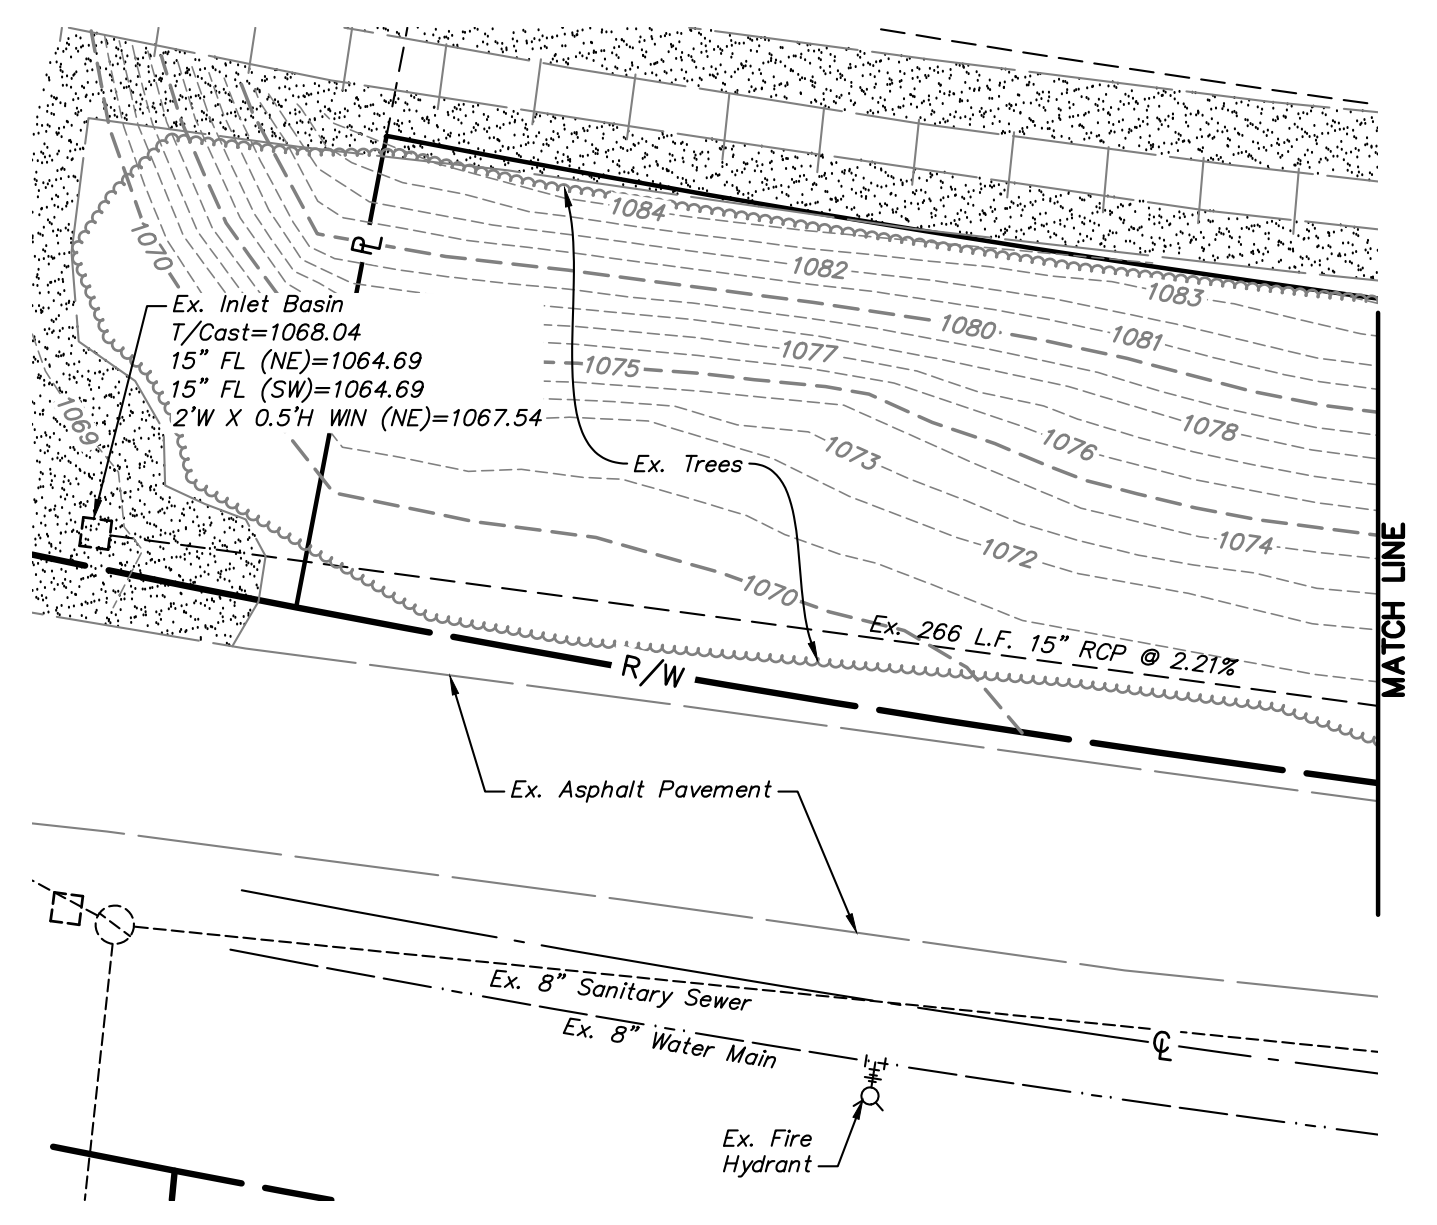 1084
1070
PL
1082
1083
Ex. Inlet Basin
T/Cast=1068.04
15" FL (NE)=1064.69
15" FL (SW)=1064.69
2'W X 0.5'H WIN (NE)=1067.54
1080
1081
1077
1075
1069
1078
1076
1073
Ex. Trees
1074
1072
MATCH LINE
1070
Ex. 266 L.F. 15" RCP @ 2.21%
R/W
Ex. Asphalt Pavement
Ex. 8" Sanitary Sewer
Ex. 8" Water Main
CL
Ex. Fire
Hydrant